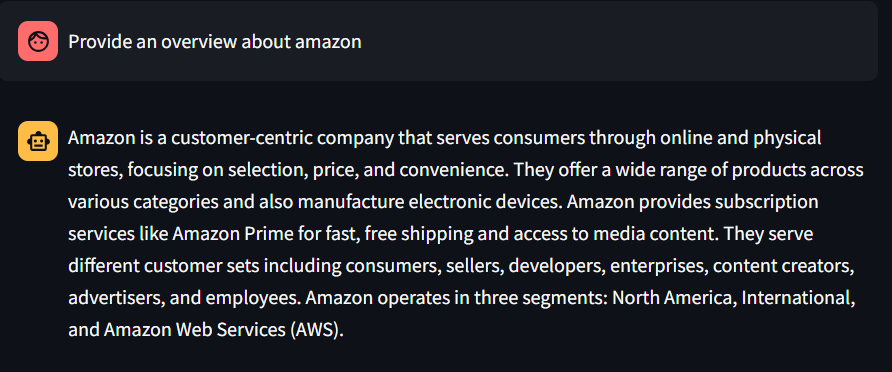 Provide an overview about amazon
Amazon is a customer-centric company that serves consumers through online and physical
stores, focusing on selection, price, and convenience. They offer a wide range of products across
various categories and also manufacture electronic devices. Amazon provides subscription
services like Amazon Prime for fast, free shipping and access to media content. They serve
different customer sets including consumers, sellers, developers, enterprises, content creators,
advertisers, and employees. Amazon operates in three segments: North America, International,
and Amazon Web Services (AWS).